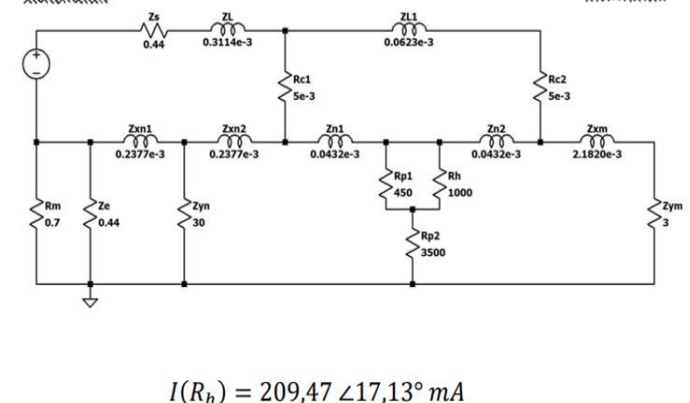 Zs
0.44
ZL
0.3114e-3
ZL1
0.0623e-3
+
−
Rc1
5e-3
Rc2
5e-3
Zxn1
0.2377e-3
Zxn2
0.2377e-3
Zn1
0.0432e-3
Zn2
0.0432e-3
Zxm
2.1820e-3
Rm
0.7
Ze
0.44
Zyn
30
Rp1
450
Rh
1000
Zym
3
Rp2
3500
I(Rₕ) = 209,47 ∠17,13° mA